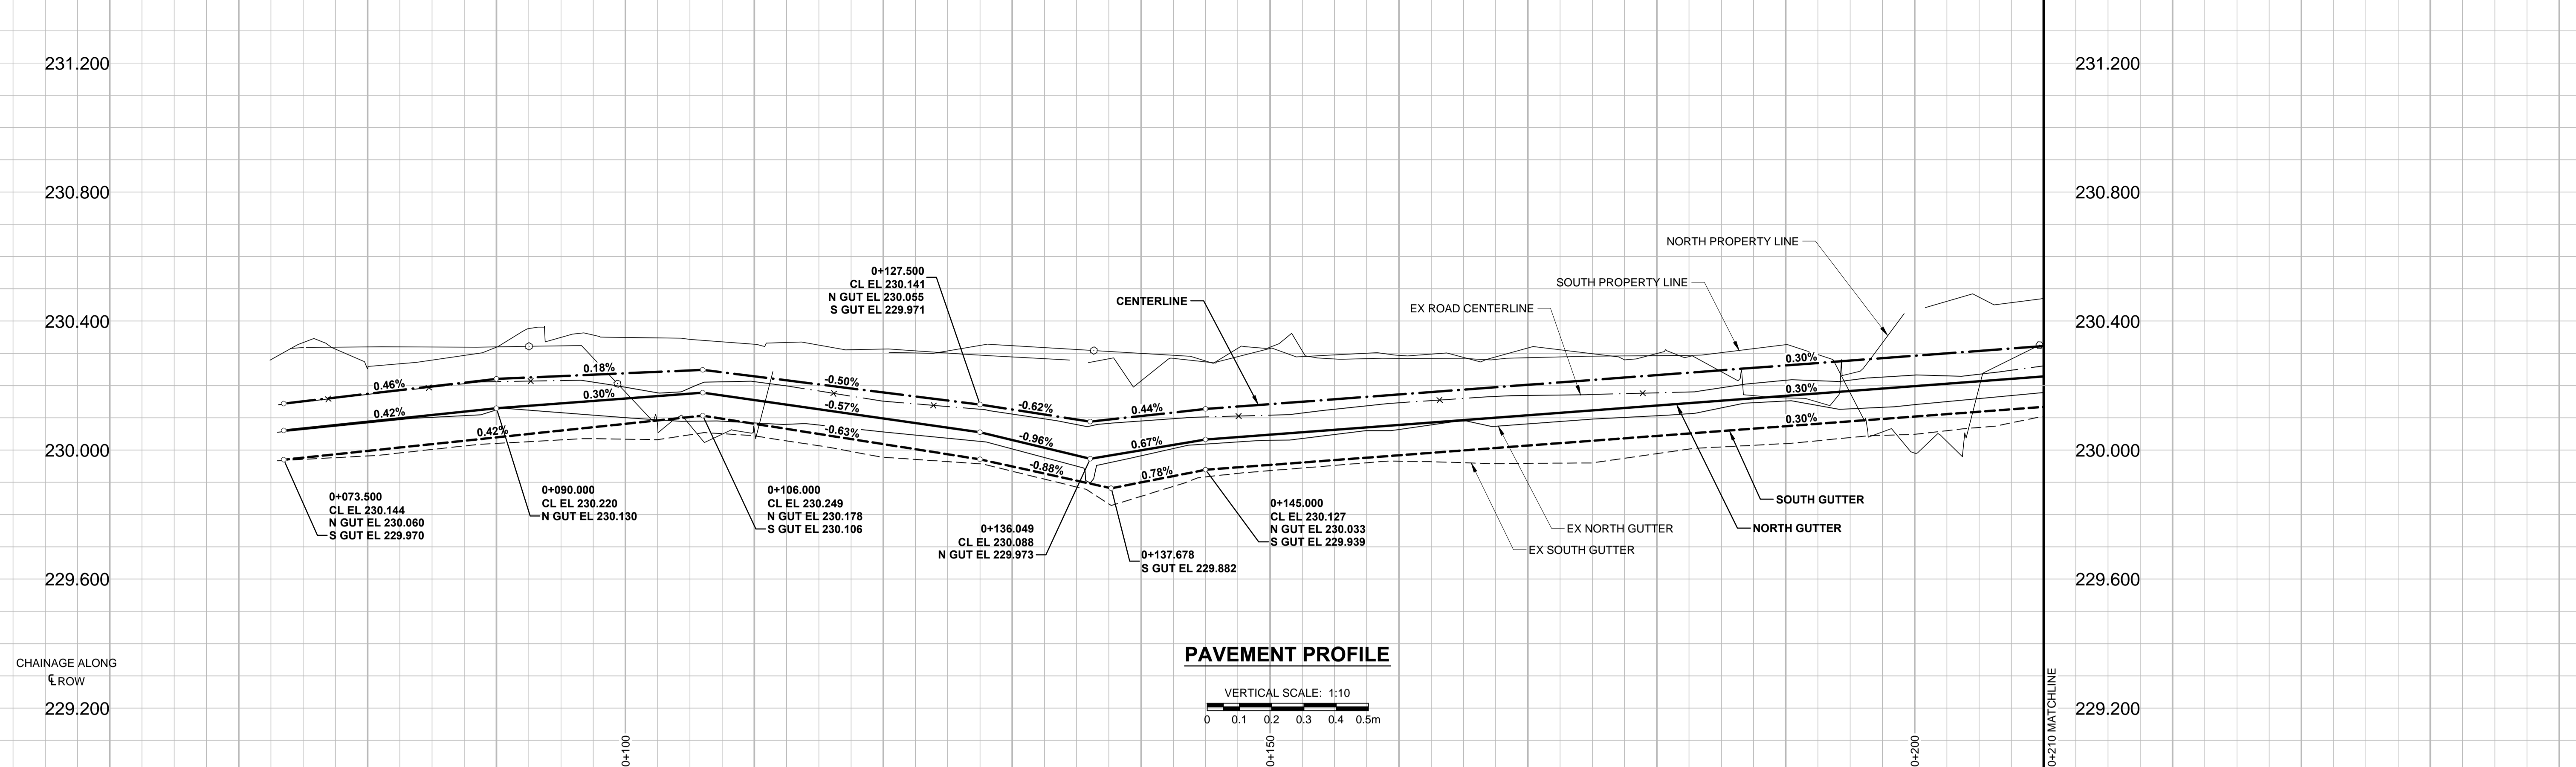 231.200
231.200
230.800
230.800
NORTH PROPERTY LINE
0+127.500
CL EL 230.141
N GUT EL 230.055
S GUT EL 229.971
SOUTH PROPERTY LINE
CENTERLINE
EX ROAD CENTERLINE
230.400
230.400
0.46%
0.18%
-0.50%
-0.62%
0.44%
0.30%
0.42%
0.30%
-0.57%
-0.96%
0.67%
0.30%
0.42%
-0.63%
-0.88%
0.78%
0.30%
230.000
230.000
0+073.500
CL EL 230.144
N GUT EL 230.060
S GUT EL 229.970
0+090.000
CL EL 230.220
N GUT EL 230.130
0+106.000
CL EL 230.249
N GUT EL 230.178
S GUT EL 230.106
0+136.049
CL EL 230.088
N GUT EL 229.973
0+137.678
S GUT EL 229.882
0+145.000
CL EL 230.127
N GUT EL 230.033
S GUT EL 229.939
EX NORTH GUTTER
EX SOUTH GUTTER
SOUTH GUTTER
NORTH GUTTER
229.600
229.600
PAVEMENT PROFILE
CHAINAGE ALONG
℄ ROW
VERTICAL SCALE: 1:10
0 0.1 0.2 0.3 0.4 0.5m
229.200
229.200
0+100
0+150
0+200
0+210 MATCHLINE